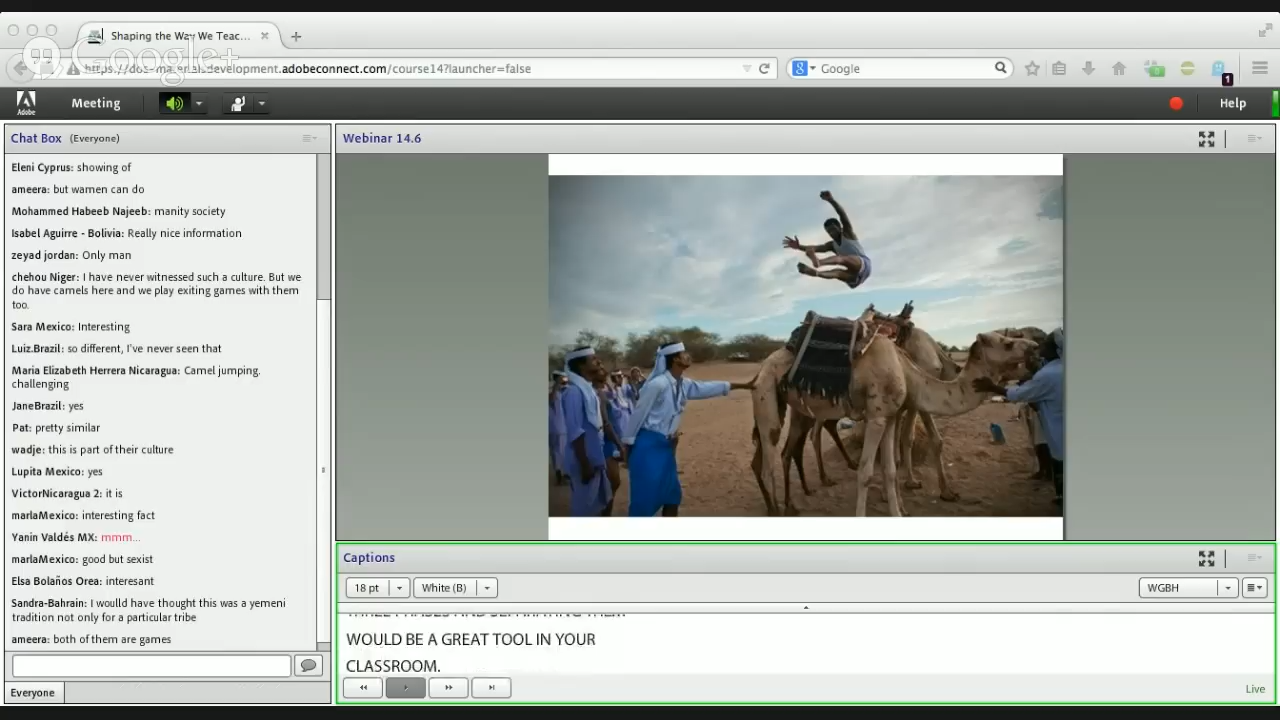 Shaping the Way We Teac...
Google+
adobeconnect.com/course14?launcher=false
Google
1
Adobe
Meeting
Help
Chat Box (Everyone)
Webinar 14.6
Eleni Cyprus: showing of
ameera: but wamen can do
Mohammed Habeeb Najeeb: manity society
Isabel Aguirre - Bolivia: Really nice information
zeyad jordan: Only man
chehou Niger: I have never witnessed such a culture. But we
do have camels here and we play exiting games with them
too.
Sara Mexico: Interesting
Luiz.Brazil: so different, I've never seen that
Maria Elizabeth Herrera Nicaragua: Camel jumping.
challenging
JaneBrazil: yes
Pat: pretty similar
wadje: this is part of their culture
Lupita Mexico: yes
VictorNicaragua 2: it is
marlaMexico: interesting fact
Yanin Valdés MX: mmm...
marlaMexico: good but sexist
Elsa Bolaños Orea: interesant
Sandra-Bahrain: I would have thought this was a yemeni
tradition not only for a particular tribe
ameera: both of them are games
Everyone
Captions
18 pt
White (B)
WGBH
WOULD BE A GREAT TOOL IN YOUR
CLASSROOM.
Live